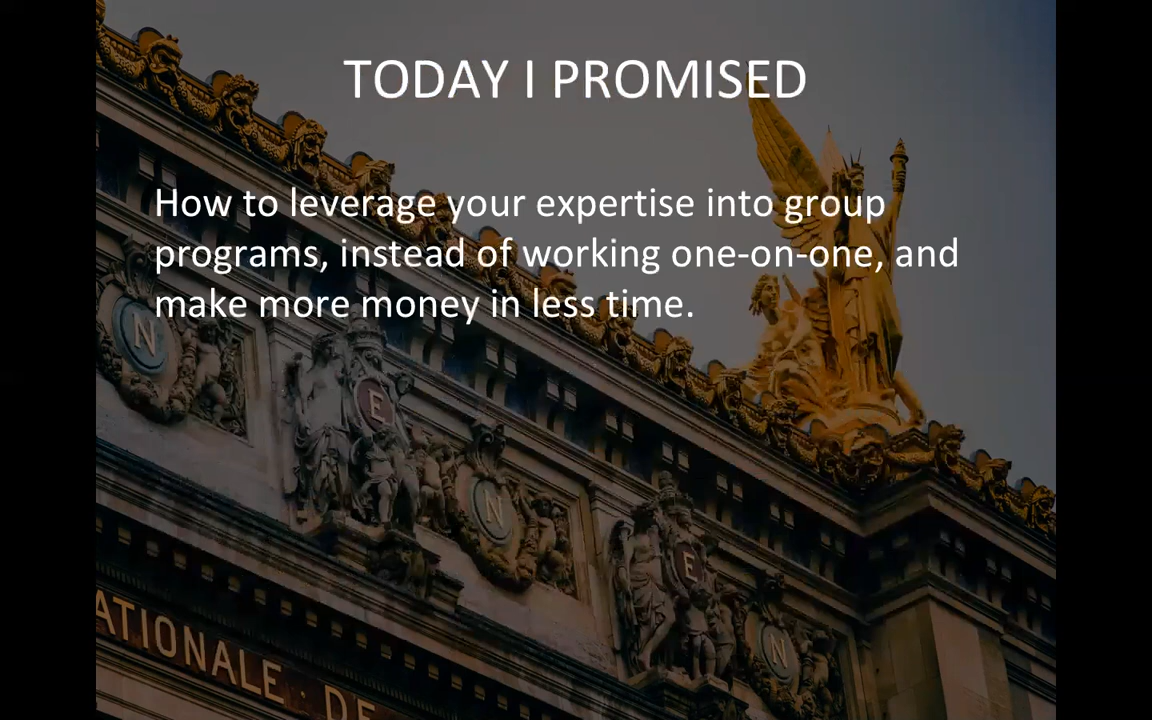 TODAY I PROMISED
How to leverage your expertise into group
programs, instead of working one-on-one, and
make more money in less time.
N
E
N
E
N
ATIONALE · DE